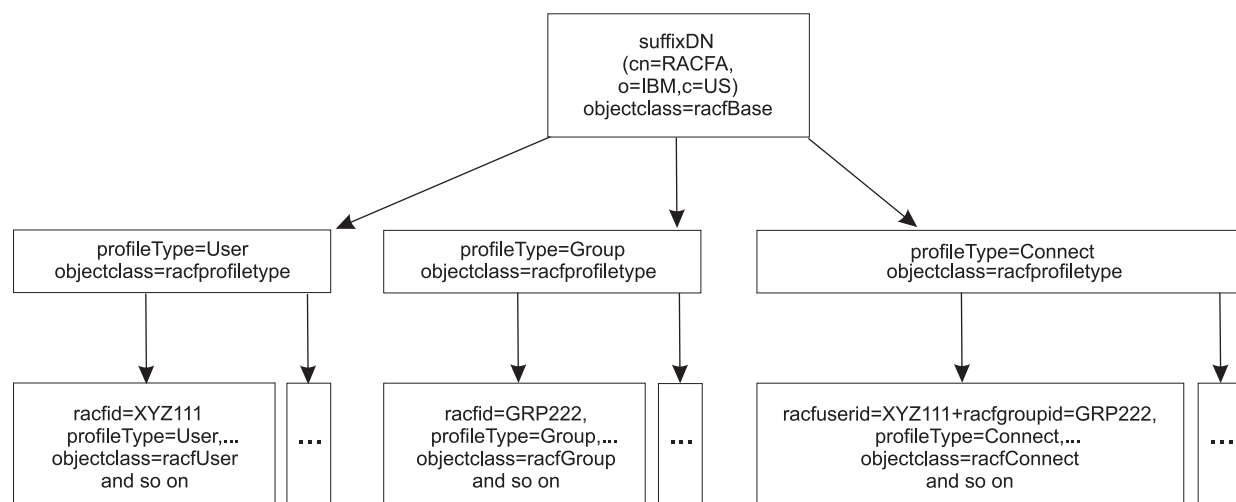 suffixDN
(cn=RACFA,
o=IBM,c=US)
objectclass=racfBase
profileType=User
objectclass=racfprofiletype
profileType=Group
objectclass=racfprofiletype
profileType=Connect
objectclass=racfprofiletype
racfid=XYZ111
profileType=User,...
objectclass=racfUser
and so on
...
racfid=GRP222,
profileType=Group,...
objectclass=racfGroup
and so on
...
racfuserid=XYZ111+racfgroupid=GRP222,
profileType=Connect,...
objectclass=racfConnect
and so on
...